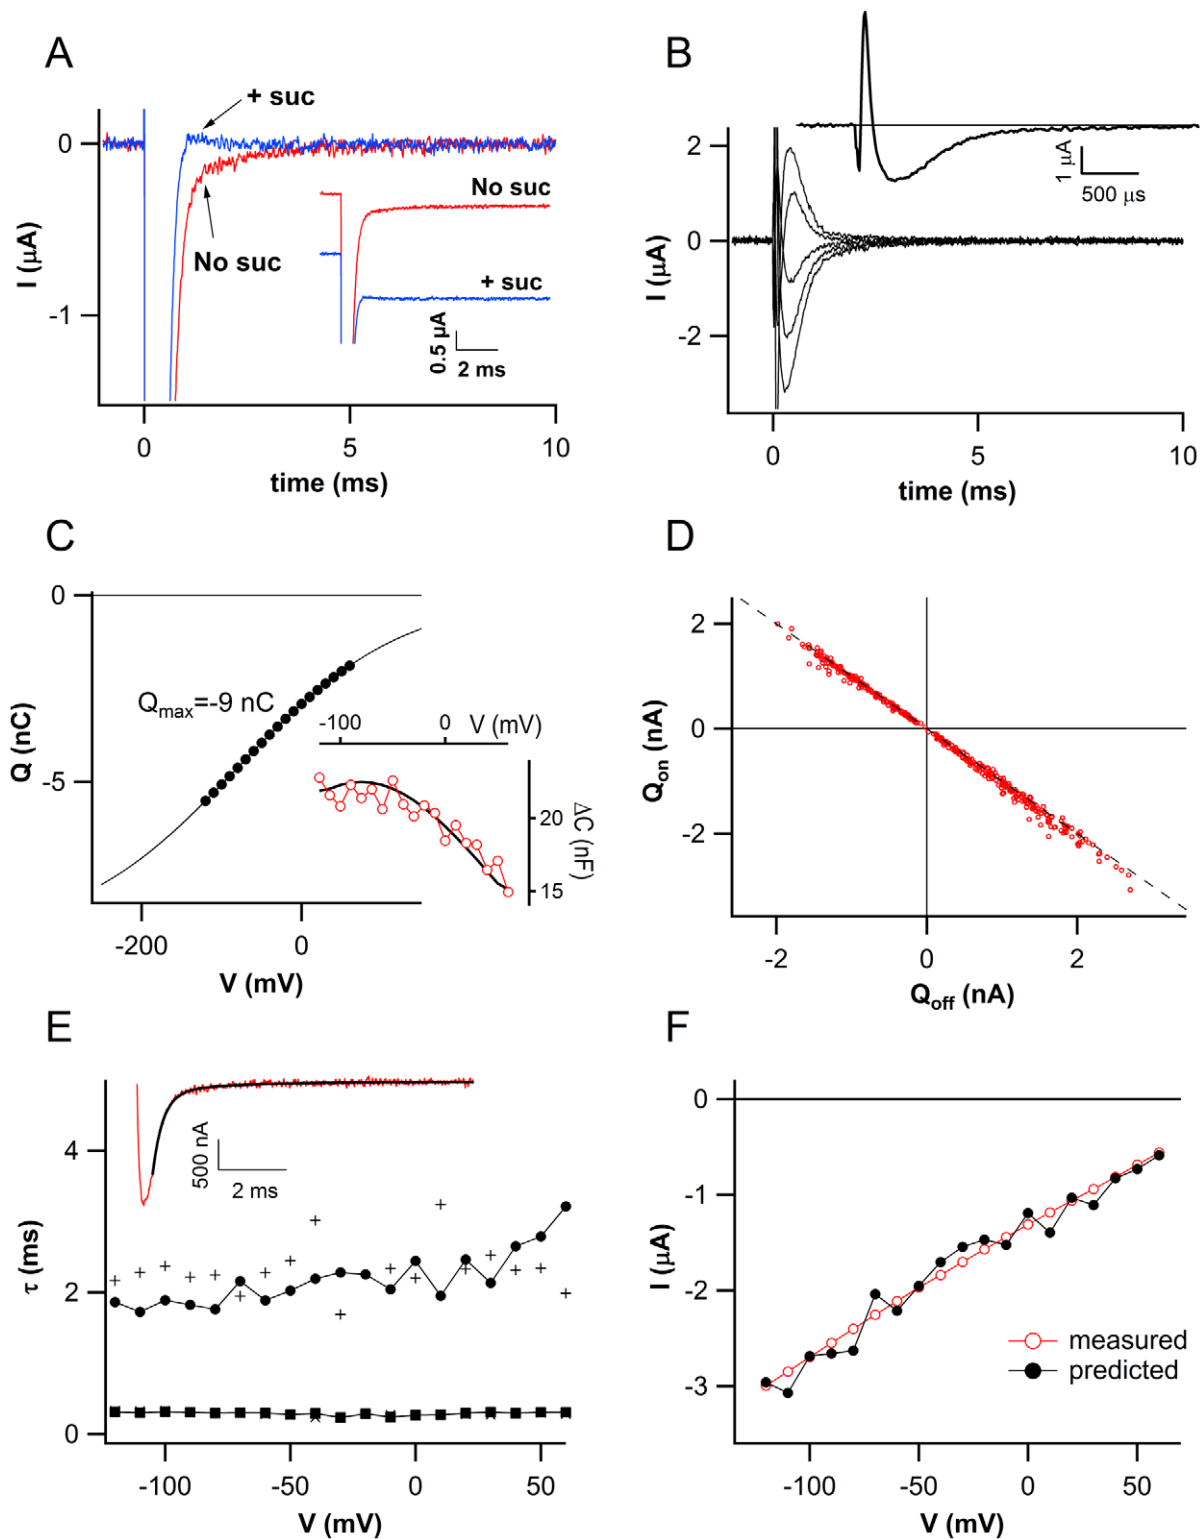 A
+ suc
0
No suc
-1
I (µA)
No suc
+ suc
0.5 µA
2 ms
0 5 10
time (ms)
B
1 µA
500 µs
2
0
-2
I (µA)
0 5 10
time (ms)
C
0
-5
Q (nC)
Qmax=-9 nC
-100 0 V (mV)
20
15
ΔC (nF)
-200 0
V (mV)
D
2
0
-2
Qon (nA)
-2 0 2
Qoff (nA)
E
4
2
0
τ (ms)
500 nA
2 ms
-100 -50 0 50
V (mV)
F
0
-1
-2
-3
I (µA)
measured
predicted
-100 -50 0 50
V (mV)